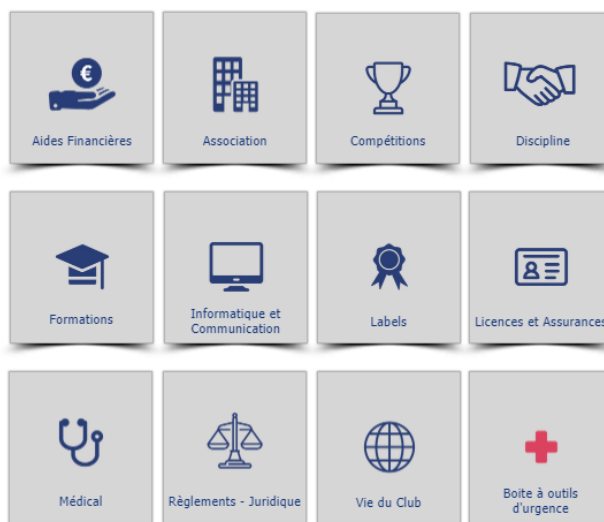 €
Aides Financières
Association
Compétitions
Discipline
Formations
Informatique et
Communication
Labels
Licences et Assurances
Médical
Règlements - Juridique
Vie du Club
Boite à outils
d'urgence